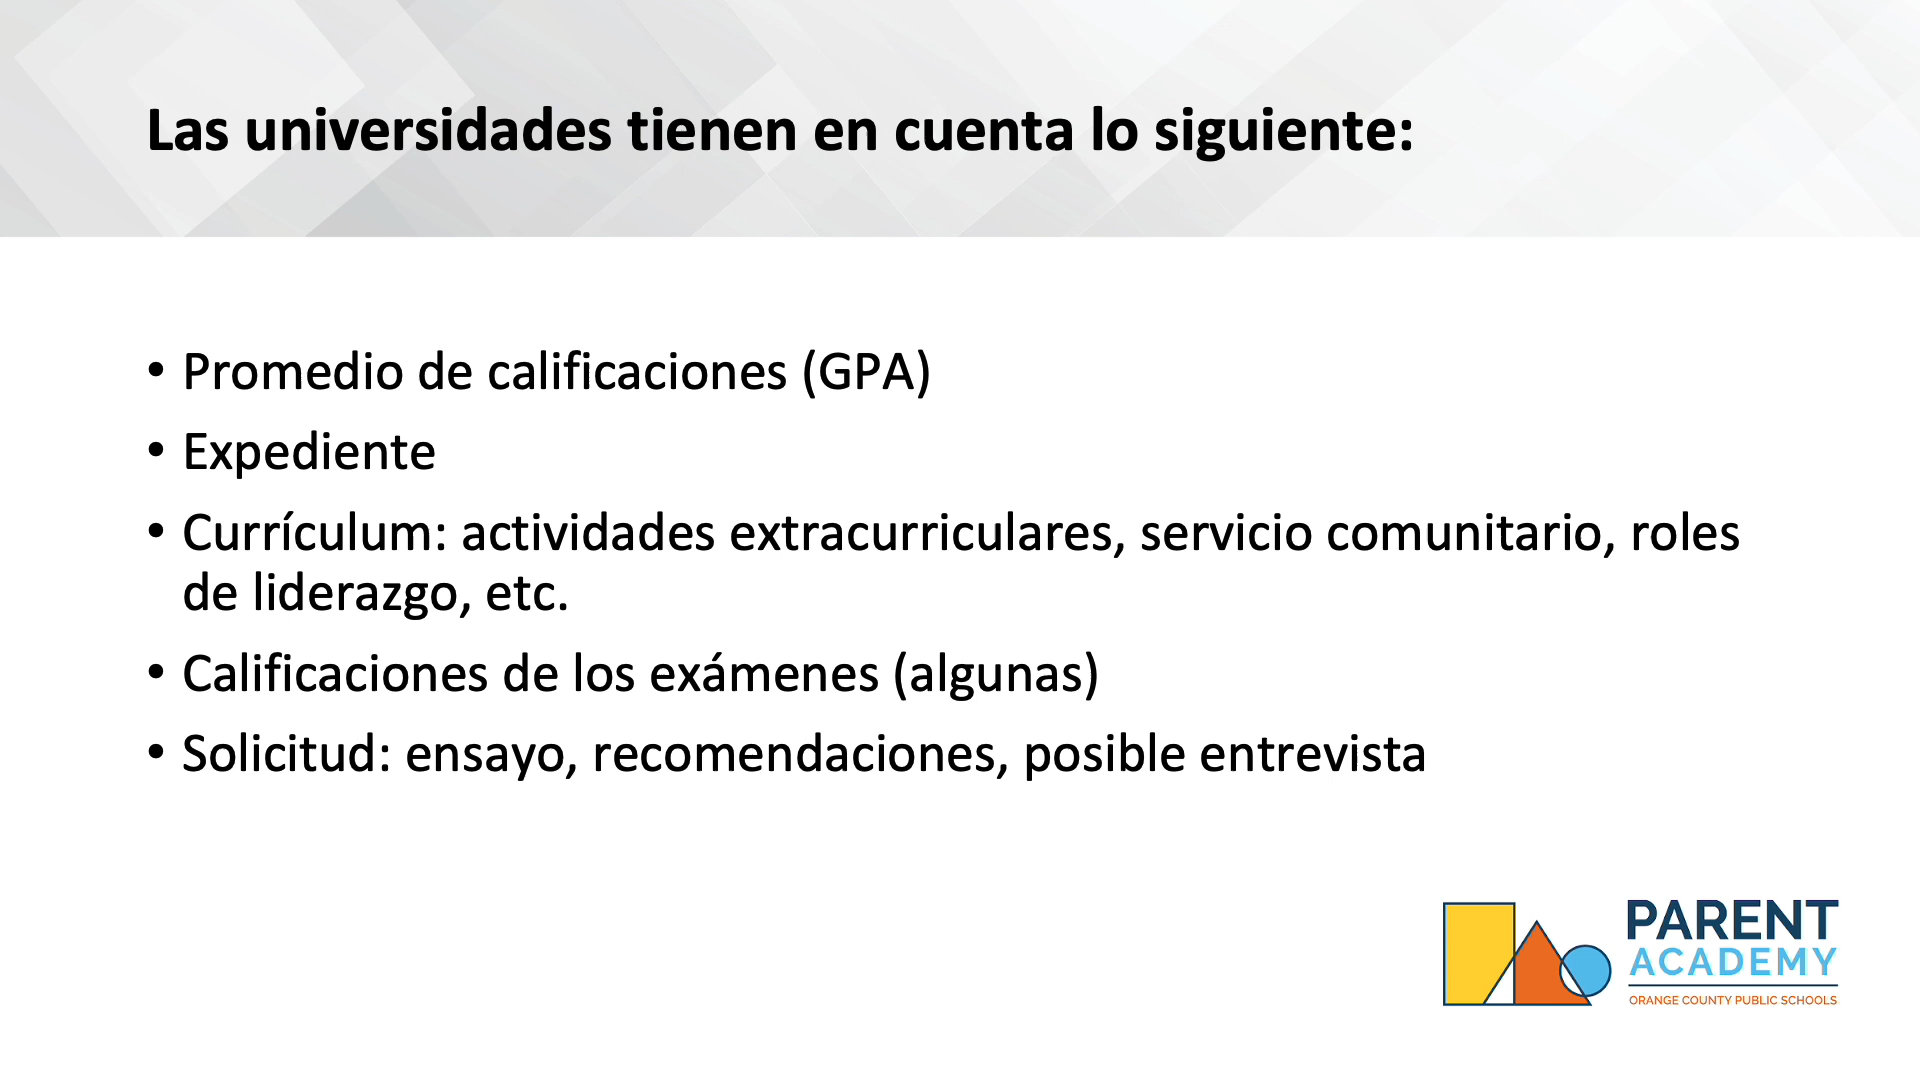 Las universidades tienen en cuenta lo siguiente:
• Promedio de calificaciones (GPA)
• Expediente
• Currículum: actividades extracurriculares, servicio comunitario, roles
de liderazgo, etc.
• Calificaciones de los exámenes (algunas)
• Solicitud: ensayo, recomendaciones, posible entrevista
PARENT
ACADEMY
ORANGE COUNTY PUBLIC SCHOOLS